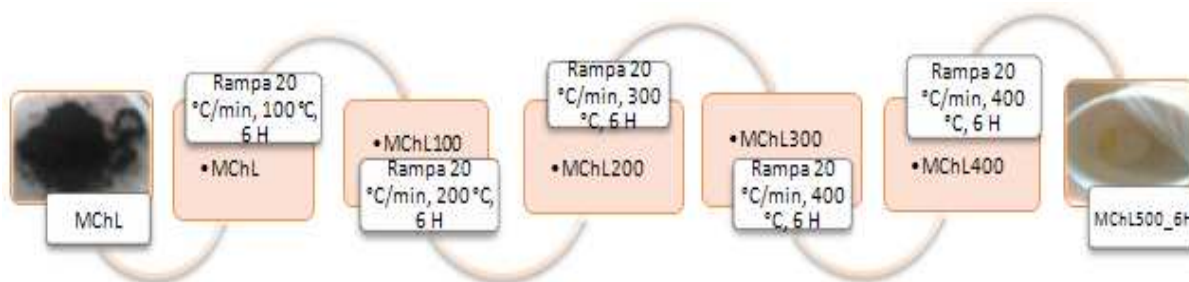 MChL
Rampa 20
°C/min, 100 °C,
6 H
•MChL
•MChL100
Rampa 20
°C/min, 200 °C,
6 H
Rampa 20
°C/min, 300
°C, 6 H
•MChL200
•MChL300
Rampa 20
°C/min, 400
°C, 6 H
Rampa 20
°C/min, 400
°C, 6 H
•MChL400
MChL500_6H